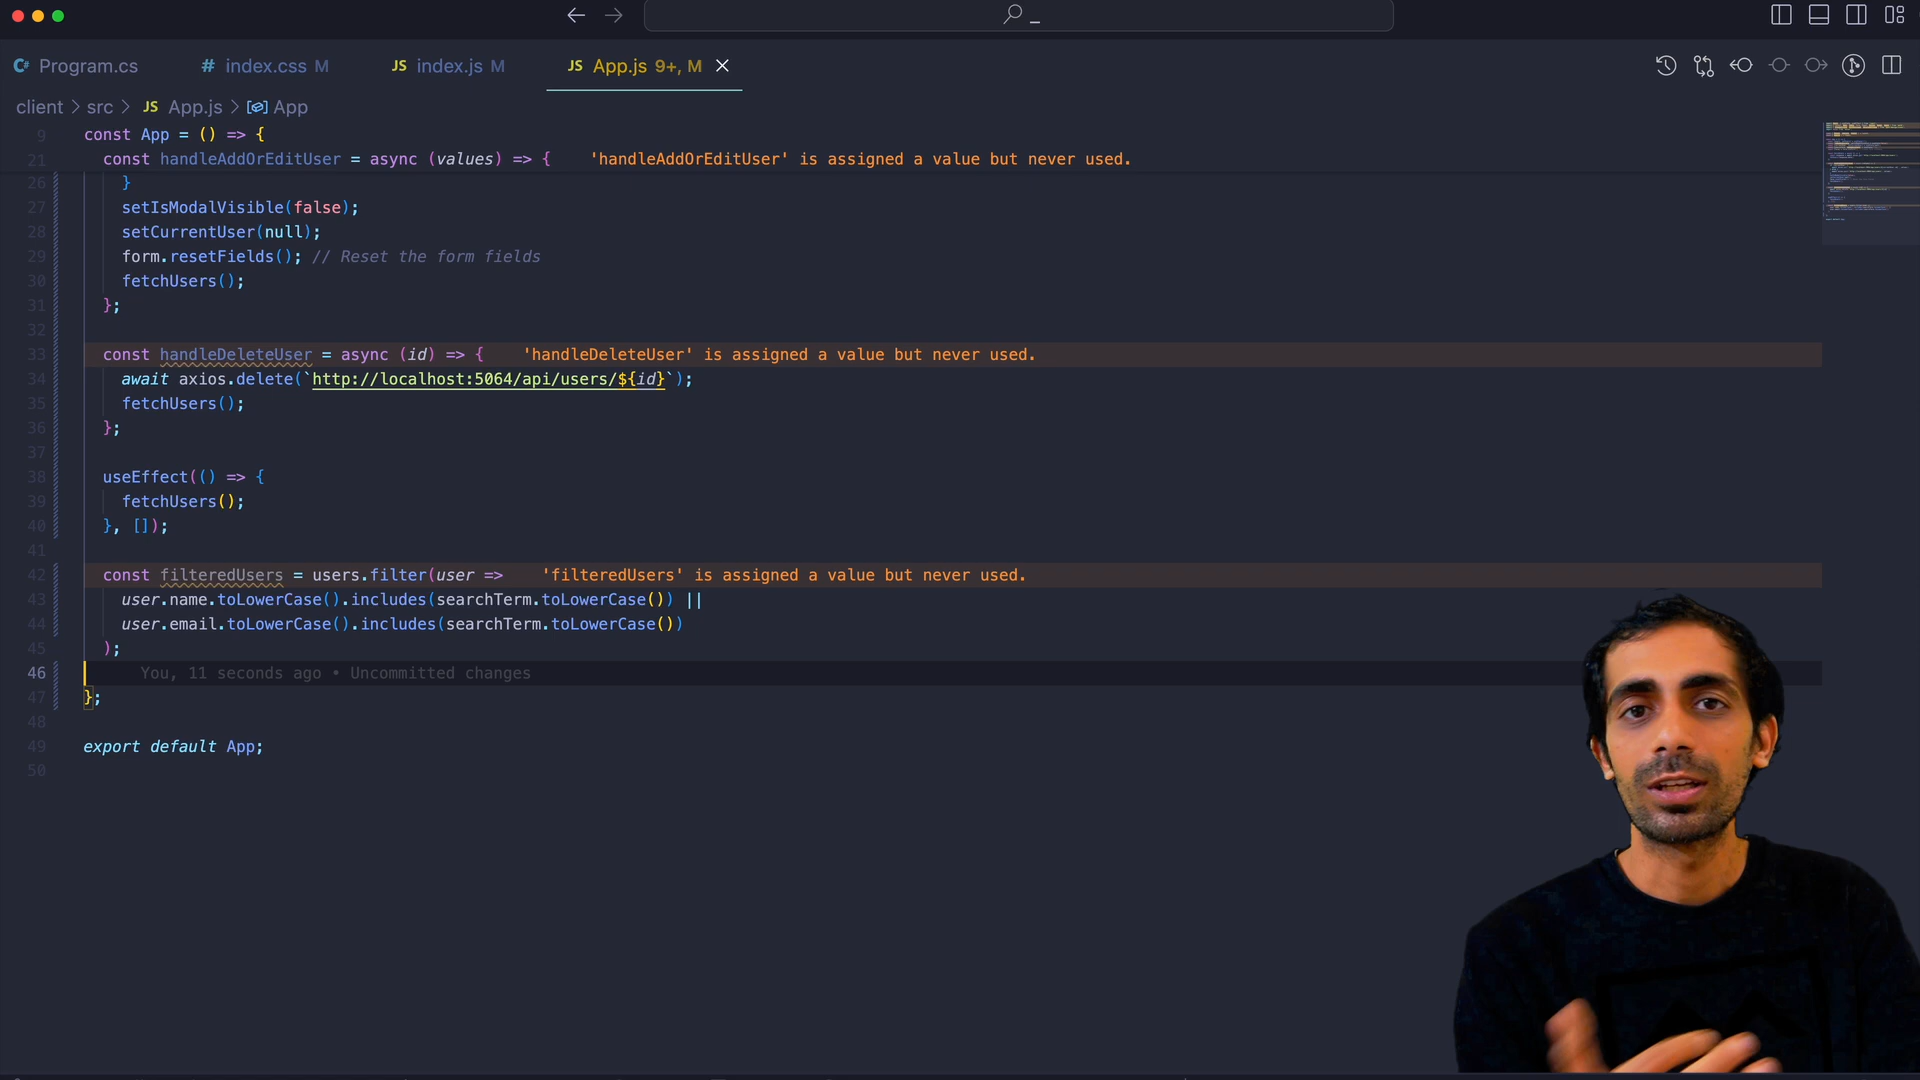 _
Program.cs
# index.css M
JS index.js M
JS App.js 9+, M
client > src > JS App.js > App
9 const App = () => {
21 const handleAddOrEditUser = async (values) => { 'handleAddOrEditUser' is assigned a value but never used.
26 }
27 setIsModalVisible(false);
28 setCurrentUser(null);
29 form.resetFields(); // Reset the form fields
30 fetchUsers();
31 };
32
33 const handleDeleteUser = async (id) => { 'handleDeleteUser' is assigned a value but never used.
34 await axios.delete(`http://localhost:5064/api/users/${id}`);
35 fetchUsers();
36 };
37
38 useEffect(() => {
39 fetchUsers();
40 }, []);
41
42 const filteredUsers = users.filter(user => 'filteredUsers' is assigned a value but never used.
43 user.name.toLowerCase().includes(searchTerm.toLowerCase()) ||
44 user.email.toLowerCase().includes(searchTerm.toLowerCase())
45 );
46 You, 11 seconds ago • Uncommitted changes
47 };
48
49 export default App;
50